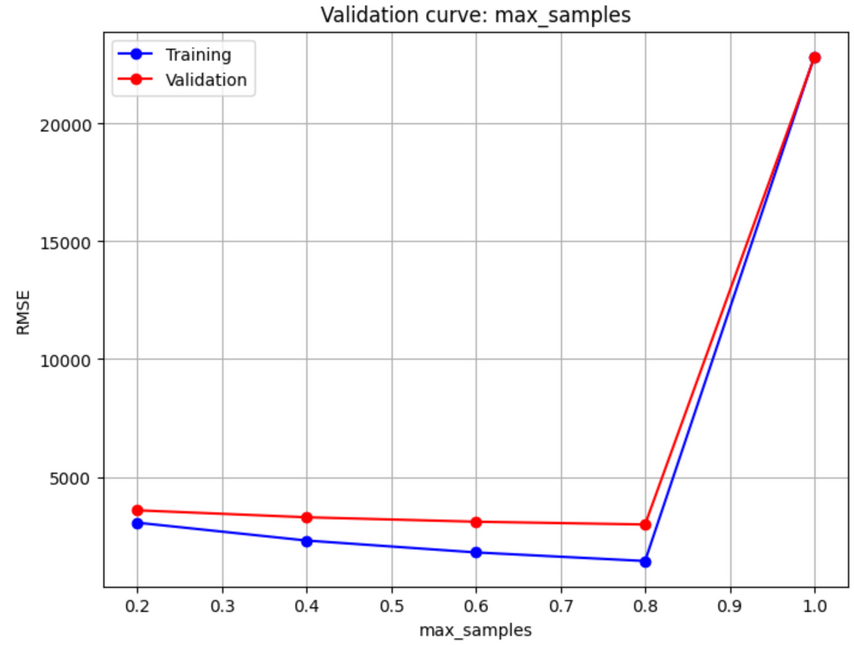 Validation curve: max_samples
Training
Validation
20000
15000
10000
5000
RMSE
0.2 0.3 0.4 0.5 0.6 0.7 0.8 0.9 1.0
max_samples